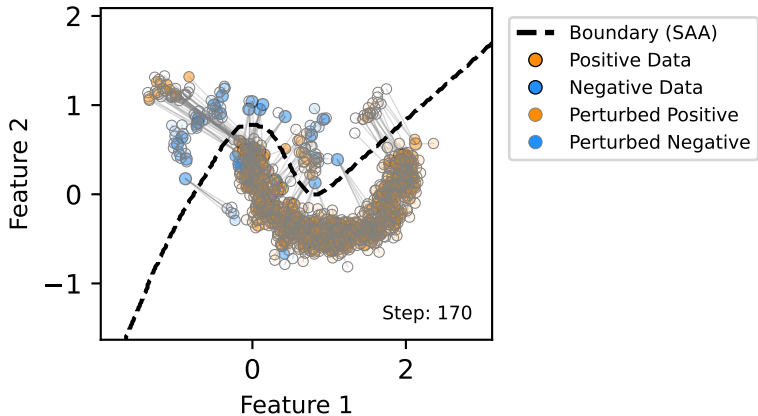 2
1
0
−1
Feature 2
0
2
Feature 1
Step: 170
Boundary (SAA)
Positive Data
Negative Data
Perturbed Positive
Perturbed Negative